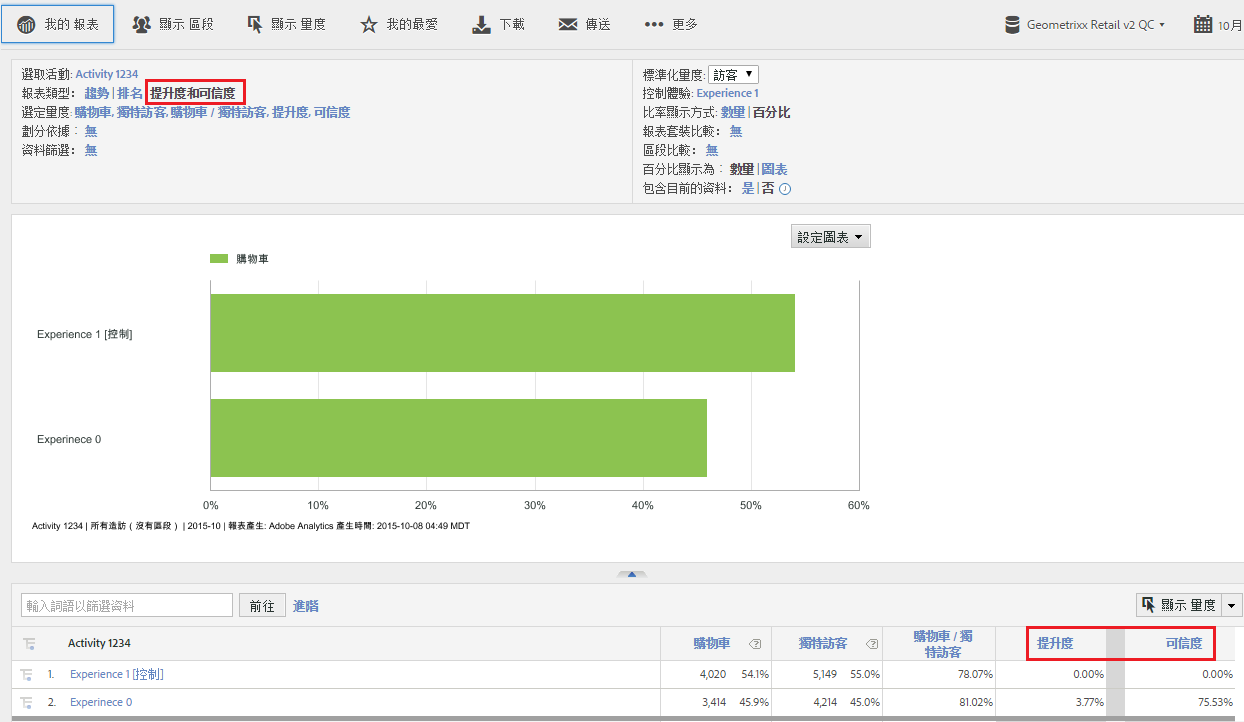 我的 報表 顯示 區段 顯示 量度 我的最愛 下載 傳送 更多 Geometrixx Retail v2 QC 10月
選取活動: Activity 1234
報表類型: 趨勢 | 排名 | 提升度和可信度
選定量度: 購物車, 獨特訪客, 購物車 / 獨特訪客, 提升度, 可信度
劃分依據: 無
資料篩選: 無
標準化量度: 訪客
控制體驗: Experience 1
比率顯示方式: 數量 | 百分比
報表套裝比較: 無
區段比較: 無
百分比顯示為: 數量 | 圖表
包含目前的資料: 是 | 否
設定圖表
購物車
Experience 1 [控制]
Experinece 0
0% 10% 20% 30% 40% 50% 60%
Activity 1234 | 所有造訪 ( 沒有區段 ) | 2015-10 | 報表產生: Adobe Analytics 產生時間: 2015-10-08 04:49 MDT
輸入詞語以篩選資料 前往 進階 顯示 量度
Activity 1234 購物車 獨特訪客 購物車 / 獨
特訪客 提升度 可信度
1. Experience 1 [控制] 4,020 54.1% 5,149 55.0% 78.07% 0.00% 0.00%
2. Experinece 0 3,414 45.9% 4,214 45.0% 81.02% 3.77% 75.53%